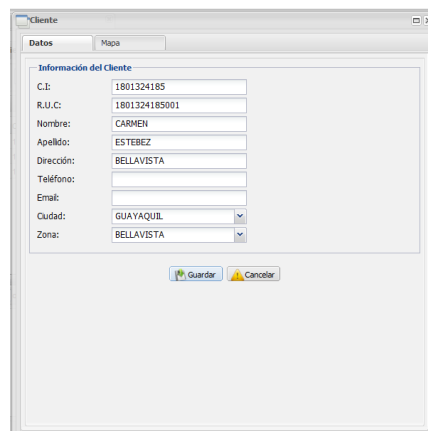 Cliente
Datos Mapa
Información del Cliente
C.I: 1801324185
R.U.C: 1801324185001
Nombre: CARMEN
Apellido: ESTEBEZ
Dirección: BELLAVISTA
Teléfono:
Email:
Ciudad: GUAYAQUIL
Zona: BELLAVISTA
Guardar Cancelar